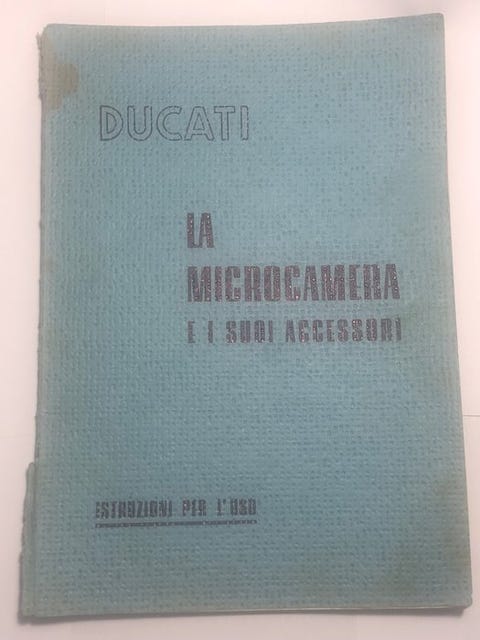 DUCATI
LA
MICROCAMERA
E I SUOI ACCESSORI
ISTRUZIONI PER L'USO